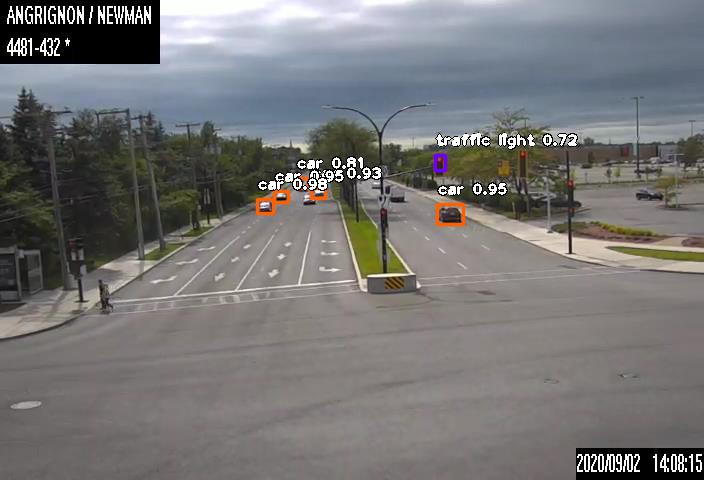 ANGRIGNON / NEWMAN
4481-432 *
traffic light 0.72
car 0.81
car 0.95
0.93
car 0.98
car 0.95
2020/09/02 14:08:15